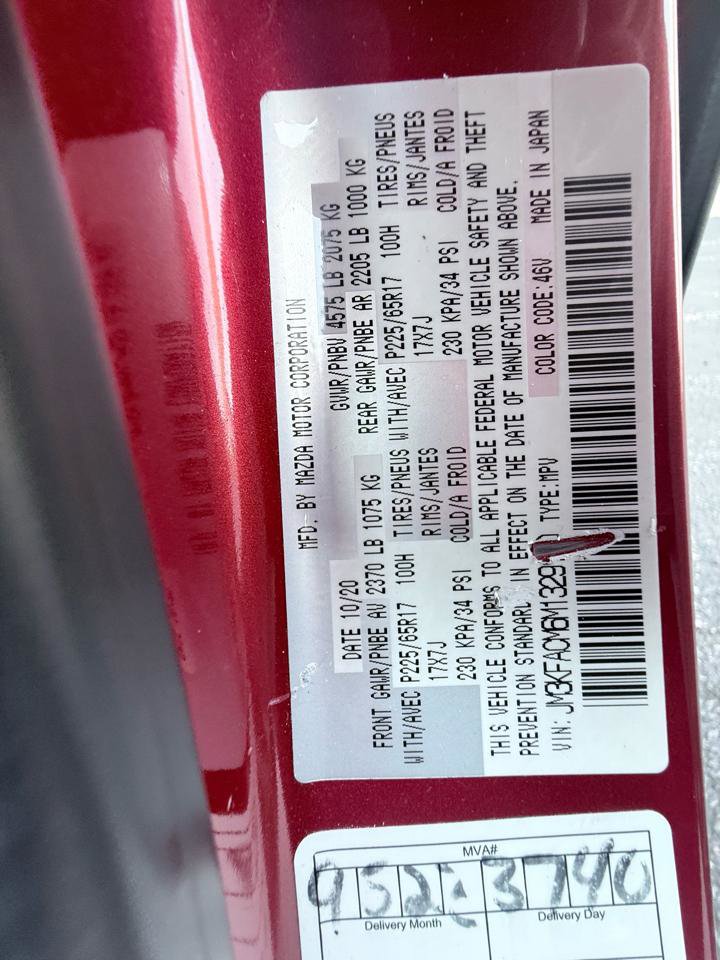 MFD. BY MAZDA MOTOR CORPORATION
DATE 10/20 GVWR/PNBV 4575 LB 2075 KG
FRONT GAWR/PNBE AV 2370 LB 1075 KG REAR GAWR/PNBE AR 2205 LB 1000 KG
WITH/AVEC P225/65R17 100H TIRES/PNEUS WITH/AVEC P225/65R17 100H TIRES/PNEUS
17X7J RIMS/JANTES 17X7J RIMS/JANTES
230 KPA/34 PSI COLD/A FROID 230 KPA/34 PSI COLD/A FROID
THIS VEHICLE CONFORMS TO ALL APPLICABLE FEDERAL MOTOR VEHICLE SAFETY AND THEFT
PREVENTION STANDARD IN EFFECT ON THE DATE OF MANUFACTURE SHOWN ABOVE.
VIN: TYPE:MPV COLOR CODE:46V MADE IN JAPAN
MVA#
Delivery Month Delivery Day